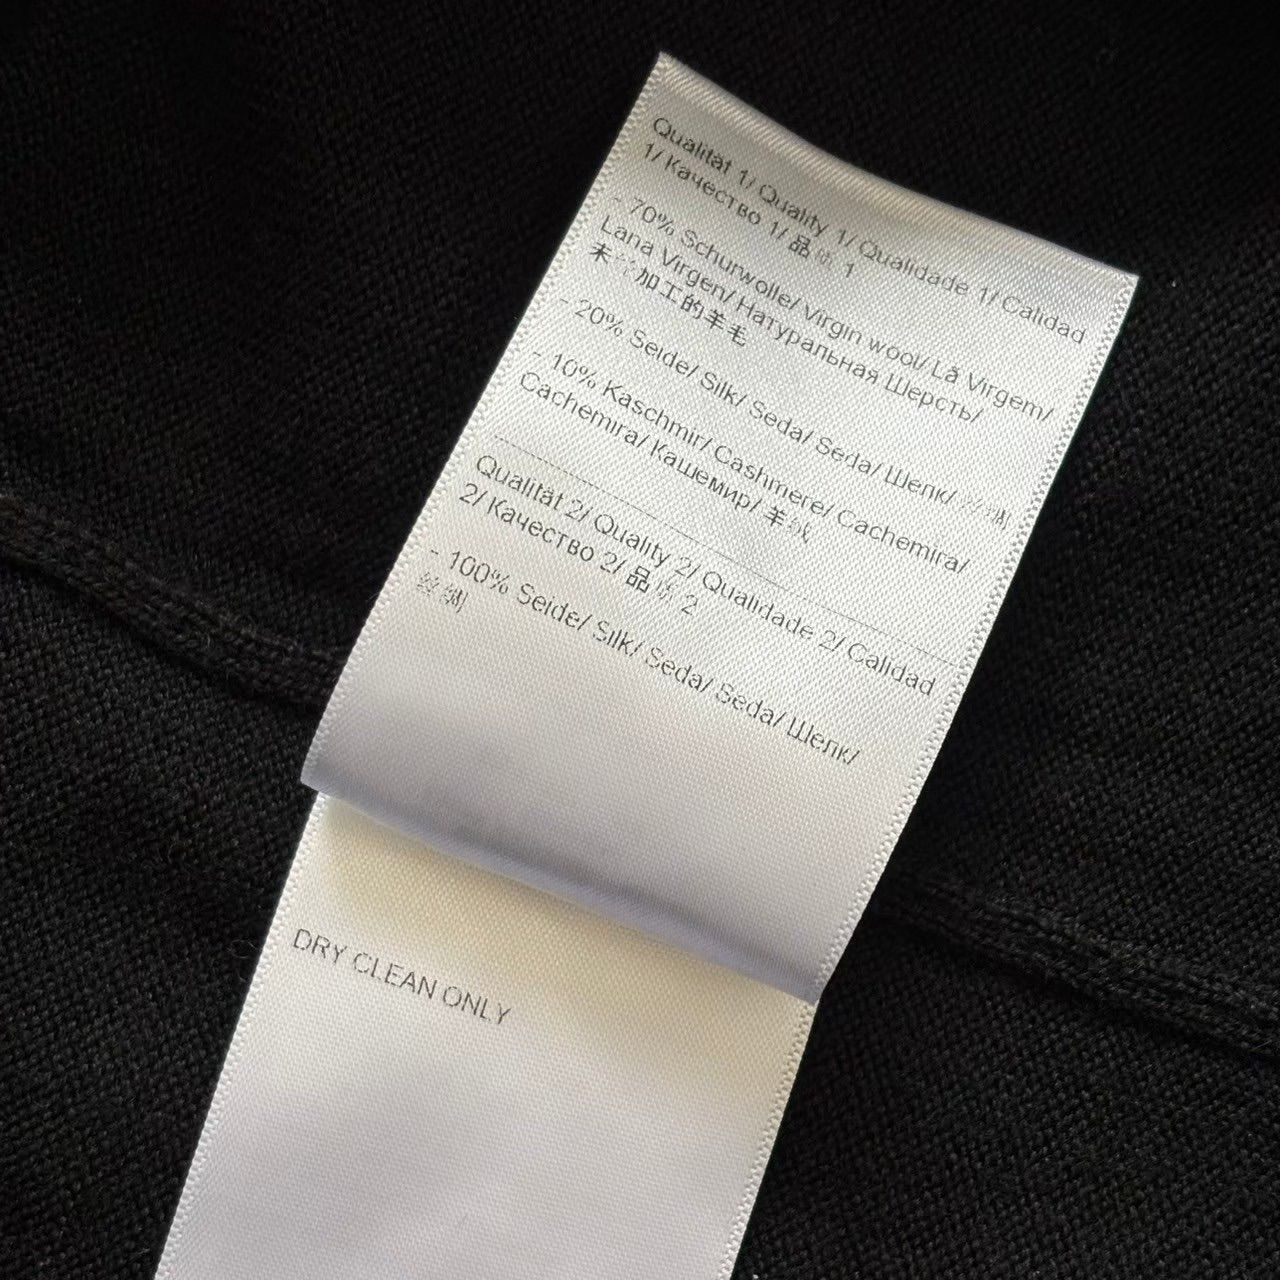 Qualität 1/ Quality 1/ Qualidade 1/ Calidad
1/ Качество 1/ 品质 1
- 70% Schurwolle/ Virgin wool/ Lã Virgem/
Lana Virgen/ Натуральная Шерсть/
未 加工的羊毛
- 20% Seide/ Silk/ Seda/ Seda/ Шелк/ 丝绸
- 10% Kaschmir/ Cashmere/ Cachemira/
Cachemira/ Кашемир/ 羊绒
Qualität 2/ Quality 2/ Qualidade 2/ Calidad
2/ Качество 2/ 品质 2
- 100% Seide/ Silk/ Seda/ Seda/ Шелк/
丝绸
DRY CLEAN ONLY